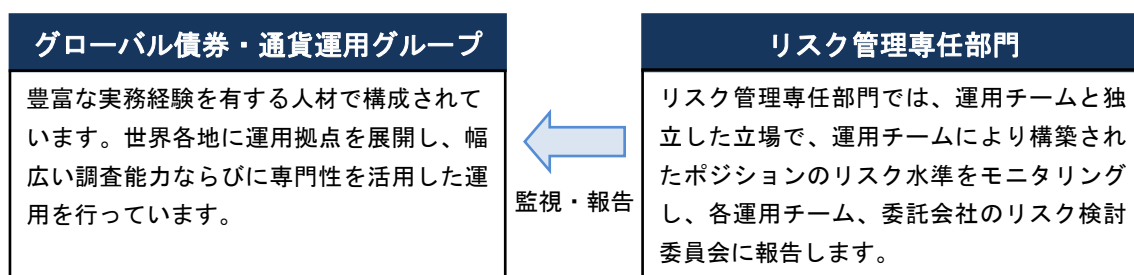 グローバル債券・通貨運用グループ
豊富な実務経験を有する人材で構成されて
います。世界各地に運用拠点を展開し、幅
広い調査能力ならびに専門性を活用した運
用を行っています。
監視・報告
リスク管理専任部門
リスク管理専任部門では、運用チームと独
立した立場で、運用チームにより構築され
たポジションのリスク水準をモニタリング
し、各運用チーム、委託会社のリスク検討
委員会に報告します。